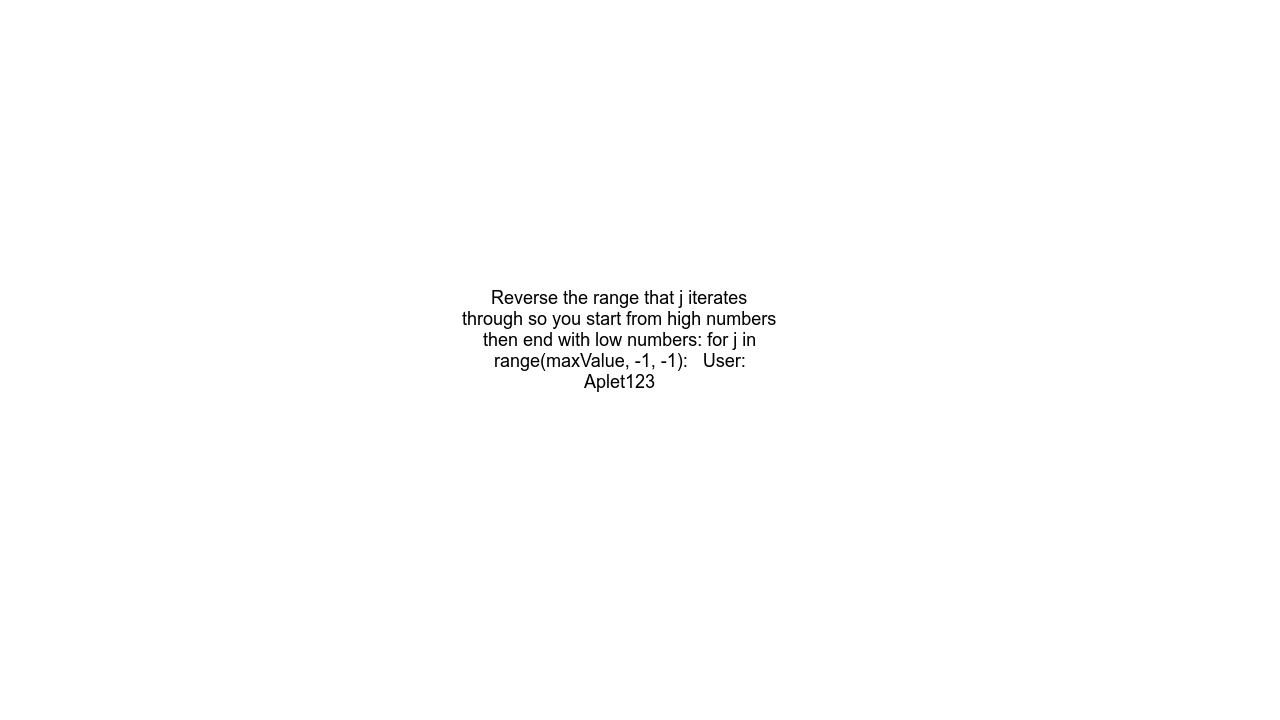 Reverse the range that j iterates
through so you start from high numbers
then end with low numbers: for j in
range(maxValue, -1, -1):   User:
Aplet123